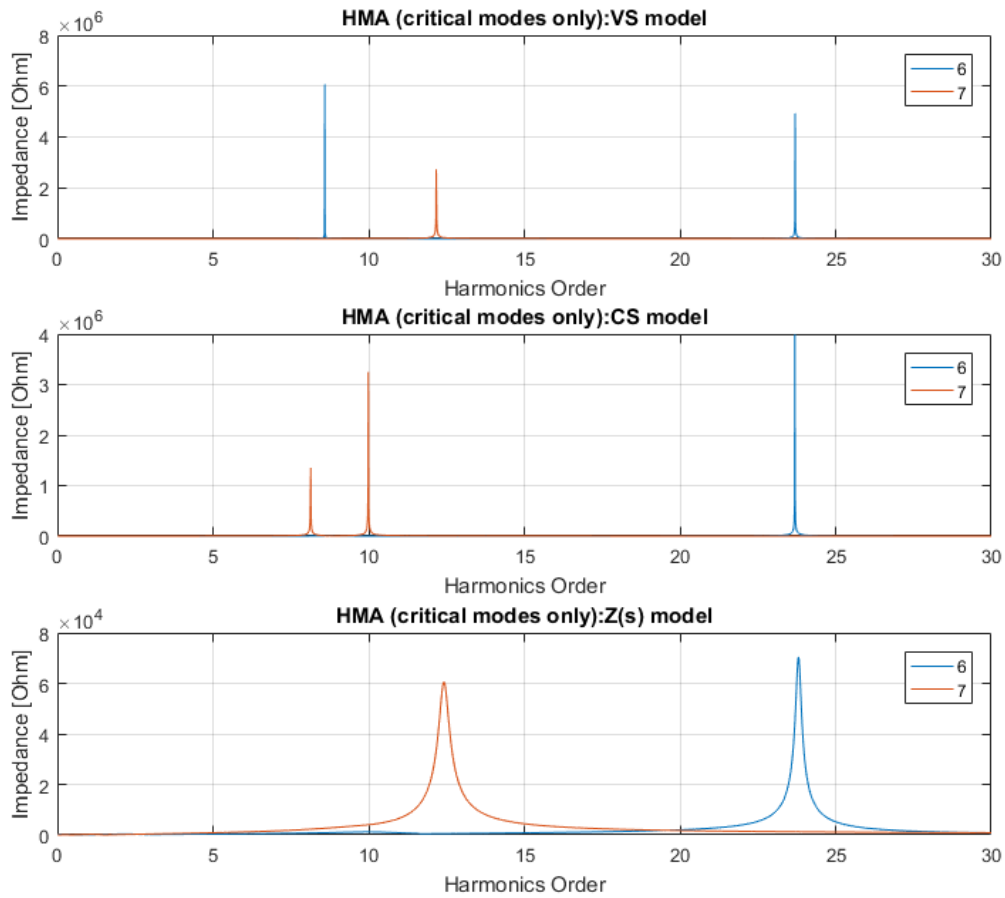 HMA (critical modes only):VS model
×10⁶
8
6
4
2
0
Impedance [Ohm]
6
7
0 5 10 15 20 25 30
Harmonics Order
HMA (critical modes only):CS model
×10⁶
4
3
2
1
0
Impedance [Ohm]
6
7
0 5 10 15 20 25 30
Harmonics Order
HMA (critical modes only):Z(s) model
×10⁴
8
6
4
2
0
Impedance [Ohm]
6
7
0 5 10 15 20 25 30
Harmonics Order